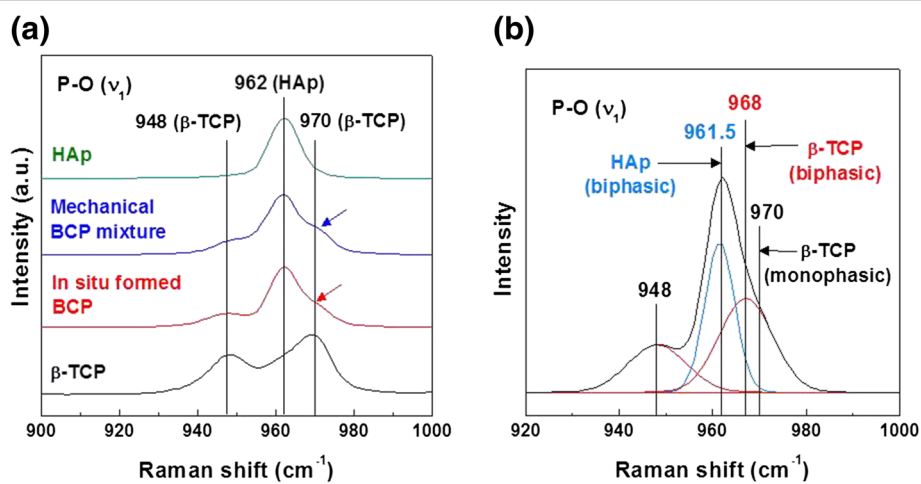 (a)
P-O (ν₁)
962 (HAp)
948 (β-TCP)
970 (β-TCP)
HAp
Mechanical
BCP mixture
In situ formed
BCP
β-TCP
Intensity (a.u.)
900
920
940
960
980
1000
Raman shift (cm⁻¹)
(b)
P-O (ν₁)
968
961.5
HAp
(biphasic)
β-TCP
(biphasic)
970
β-TCP
(monophasic)
948
Intensity
920
940
960
980
1000
Raman shift (cm⁻¹)